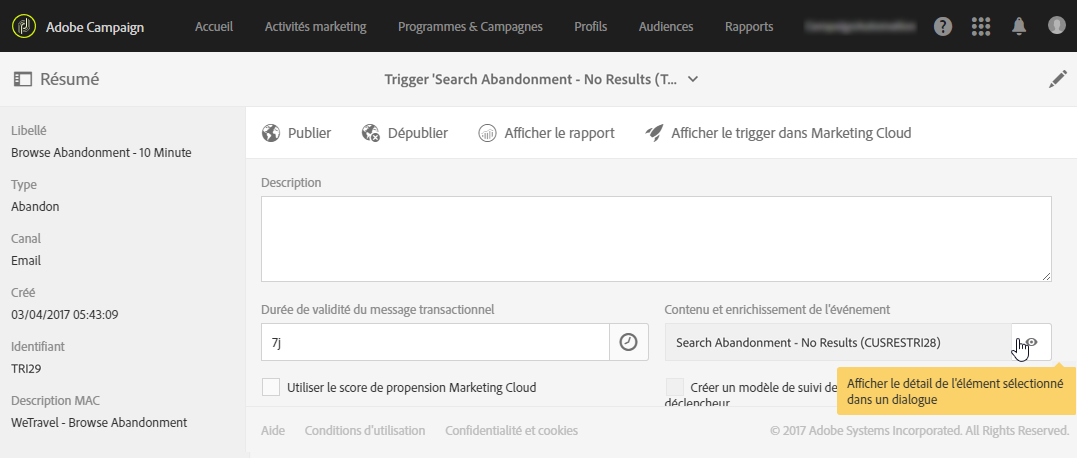 Adobe Campaign
Accueil
Activités marketing
Programmes & Campagnes
Profils
Audiences
Rapports
Résumé
Trigger 'Search Abandonment - No Results (T...
Libellé
Browse Abandonment - 10 Minute
Type
Abandon
Canal
Email
Créé
03/04/2017 05:43:09
Identifiant
TRI29
Description MAC
WeTravel - Browse Abandonment
Publier
Dépublier
Afficher le rapport
Afficher le trigger dans Marketing Cloud
Description
Durée de validité du message transactionnel
7j
Contenu et enrichissement de l'événement
Search Abandonment - No Results (CUSRESTRI28)
Utiliser le score de propension Marketing Cloud
Créer un modèle de suivi de
déclencheur
Afficher le détail de l'élément sélectionné
dans un dialogue
Aide
Conditions d'utilisation
Confidentialité et cookies
© 2017 Adobe Systems Incorporated. All Rights Reserved.